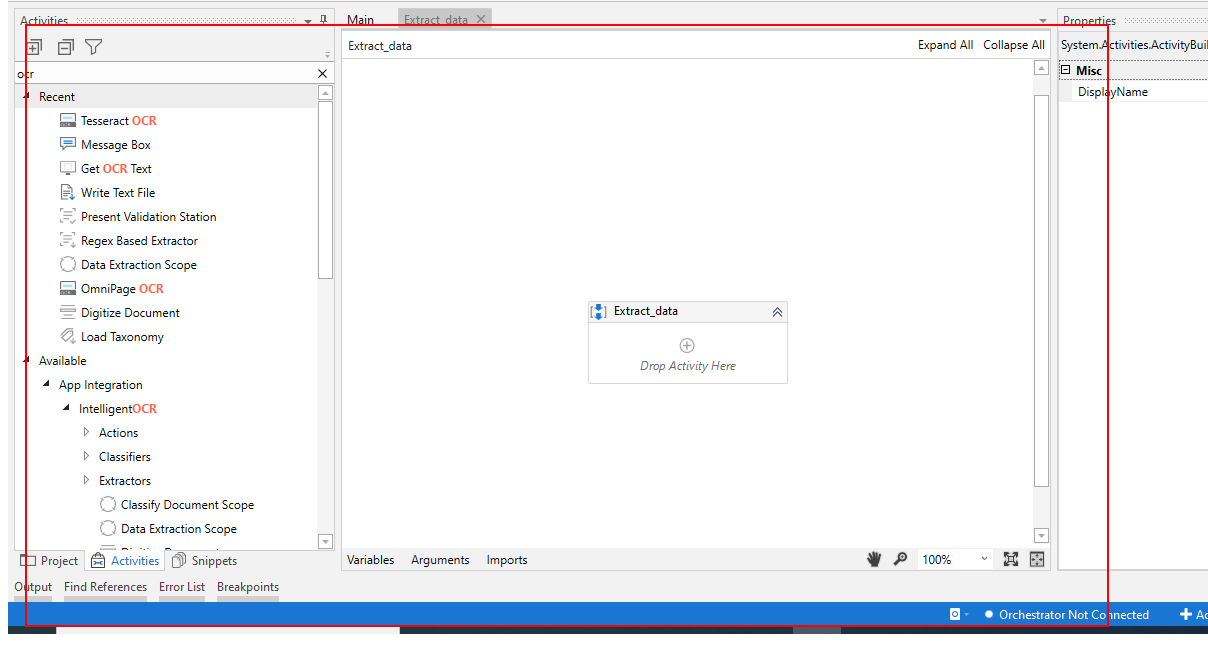 Activities
Main
Extract_data
Properties
Extract_data
Expand All
Collapse All
System.Activities.ActivityBuil
ocr
Misc
DisplayName
Recent
Tesseract OCR
Message Box
Get OCR Text
Write Text File
Present Validation Station
Regex Based Extractor
Data Extraction Scope
OmniPage OCR
Digitize Document
Load Taxonomy
Available
App Integration
IntelligentOCR
Actions
Classifiers
Extractors
Classify Document Scope
Data Extraction Scope
Extract_data
Drop Activity Here
Project
Activities
Snippets
Variables
Arguments
Imports
100%
Output
Find References
Error List
Breakpoints
Orchestrator Not Connected